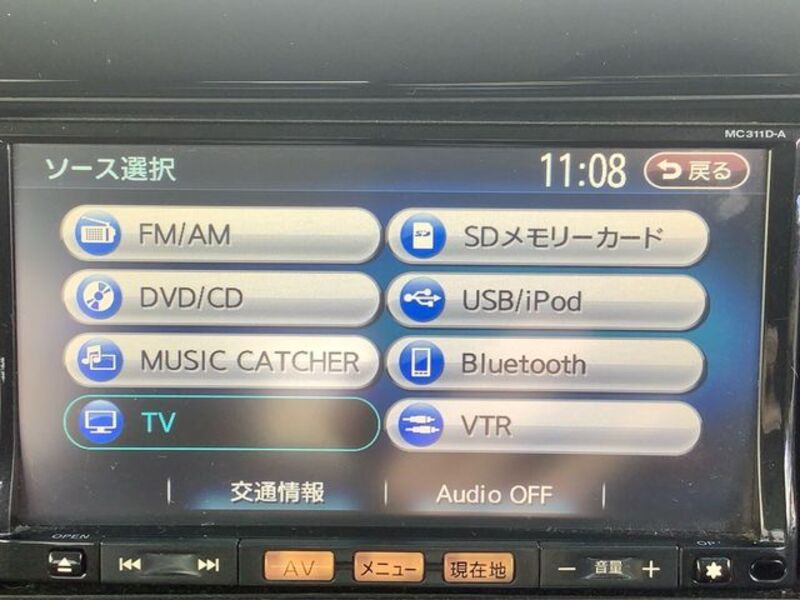 MC311D-A
ソース選択 11:08 戻る
FM/AM SDメモリーカード
DVD/CD USB/iPod
MUSIC CATCHER Bluetooth
TV VTR
交通情報 Audio OFF
OPEN
AV メニュー 現在地 － 音量 ＋